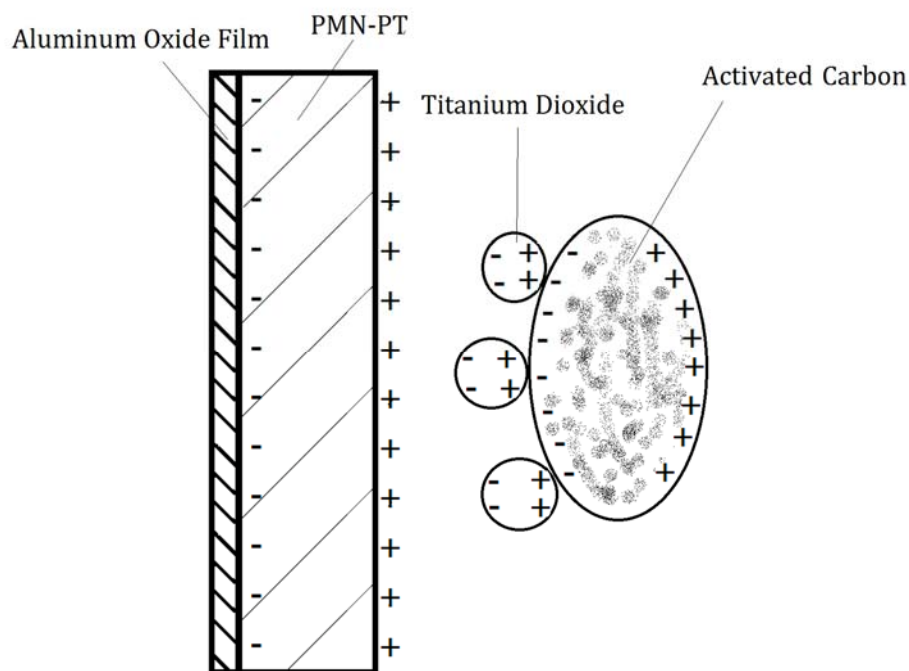 PMN-PT
Aluminum Oxide Film
Activated Carbon
Titanium Dioxide